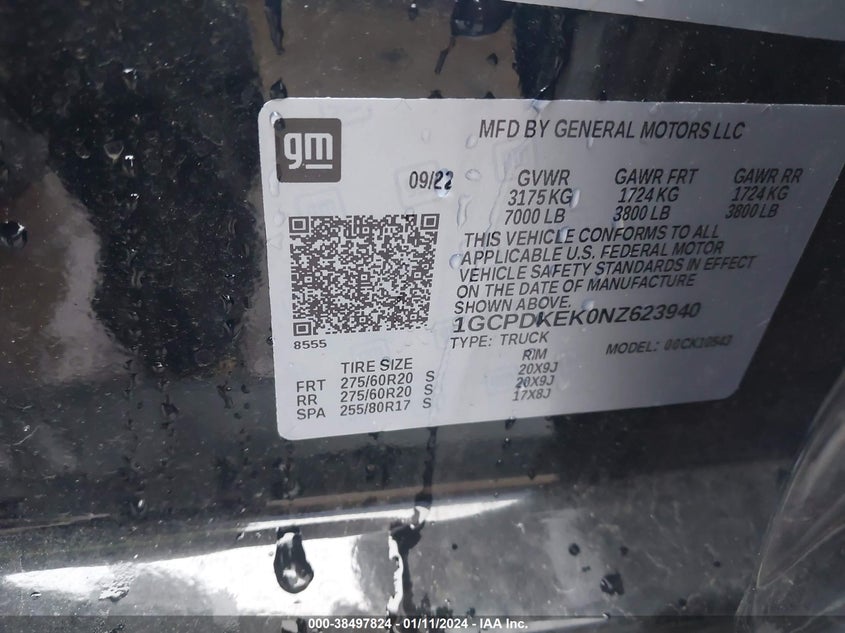 gm
MFD BY GENERAL MOTORS LLC
09/22
GVWR GAWR FRT GAWR RR
3175 KG 1724 KG 1724 KG
7000 LB 3800 LB 3800 LB
THIS VEHICLE CONFORMS TO ALL
APPLICABLE U.S. FEDERAL MOTOR
VEHICLE SAFETY STANDARDS IN EFFECT
ON THE DATE OF MANUFACTURE
SHOWN ABOVE.
1GCPDKEK0NZ623940
8555
TYPE: TRUCK MODEL:
TIRE SIZE RIM
FRT 275/60R20 S 20X9J
RR 275/60R20 S 20X9J
SPA 255/80R17 S 17X8J
000-38497824 - 01/11/2024 - IAA Inc.